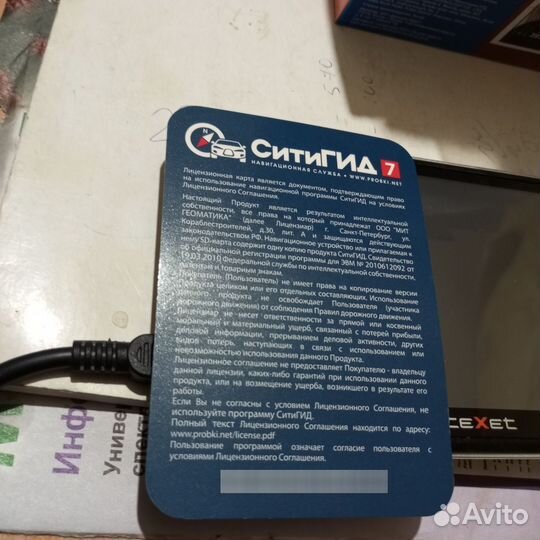 N
СитиГИД 7
НАВИГАЦИОННАЯ СЛУЖБА • WWW.PROBKI.NET
Лицензионная карта является документом, подтверждающим право
на использование навигационной программы СитиГИД на условиях
Лицензионного Соглашения.
Настоящий Продукт является результатом интеллектуальной
собственности, все права на который принадлежат ООО "МИТ
ГЕОМАТИКА" (далее Лицензиар) г. Санкт-Петербург, ул.
Кораблестроителей, д.30, лит. А и защищаются действующим
законодательством РФ. Навигационное устройство или прилагаемая к
нему SD-карта содержат одну копию продукта СитиГИД. Свидетельство
об официальной регистрации программы для ЭВМ № 2010612092 от
19.03.2010 Федеральной службы по интеллектуальной собственности,
патентам и товарным знакам.
Покупатель (Пользователь) не имеет права на копирование версии
Продукта целиком или его отдельных составляющих. Использование
данного продукта не освобождает Пользователя (участника
дорожного движения) от соблюдения Правил дорожного движения.
Лицензиар не несет ответственности за прямой или косвенный
моральный и материальный ущерб, связанный с потерей прибыли,
деловой информации, прерыванием деловой активности, других
видов потерь, наступающих в связи с использованием или
невозможностью использования данного Продукта.
Лицензионное соглашение не предоставляет Покупателю - владельцу
данной лицензии, каких-либо гарантий при использовании данного
продукта, или на возмещение ущерба, возникшего в результате его
работы.
Если Вы не согласны с условием Лицензионного Соглашения, не
используйте программу СитиГИД.
Полный текст Лицензионного Соглашения находится по адресу:
www.probki.net/license.pdf
Пользование программой означает согласие пользователя с
условиями Лицензионного Соглашения.
teXet
Инф
Универ
спект
510
Avito